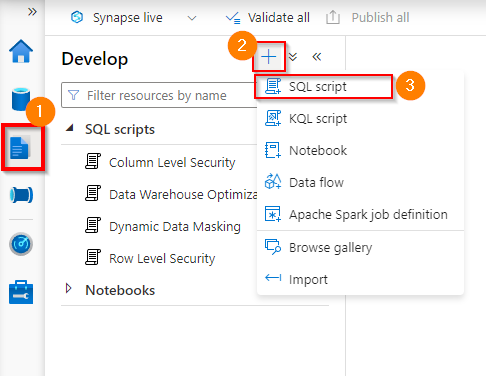 Synapse live
Validate all
Publish all
Develop
2
Filter resources by name
1
SQL scripts
Column Level Security
Data Warehouse Optimiza
Dynamic Data Masking
Row Level Security
Notebooks
SQL script
3
KQL script
Notebook
Data flow
Apache Spark job definition
Browse gallery
Import